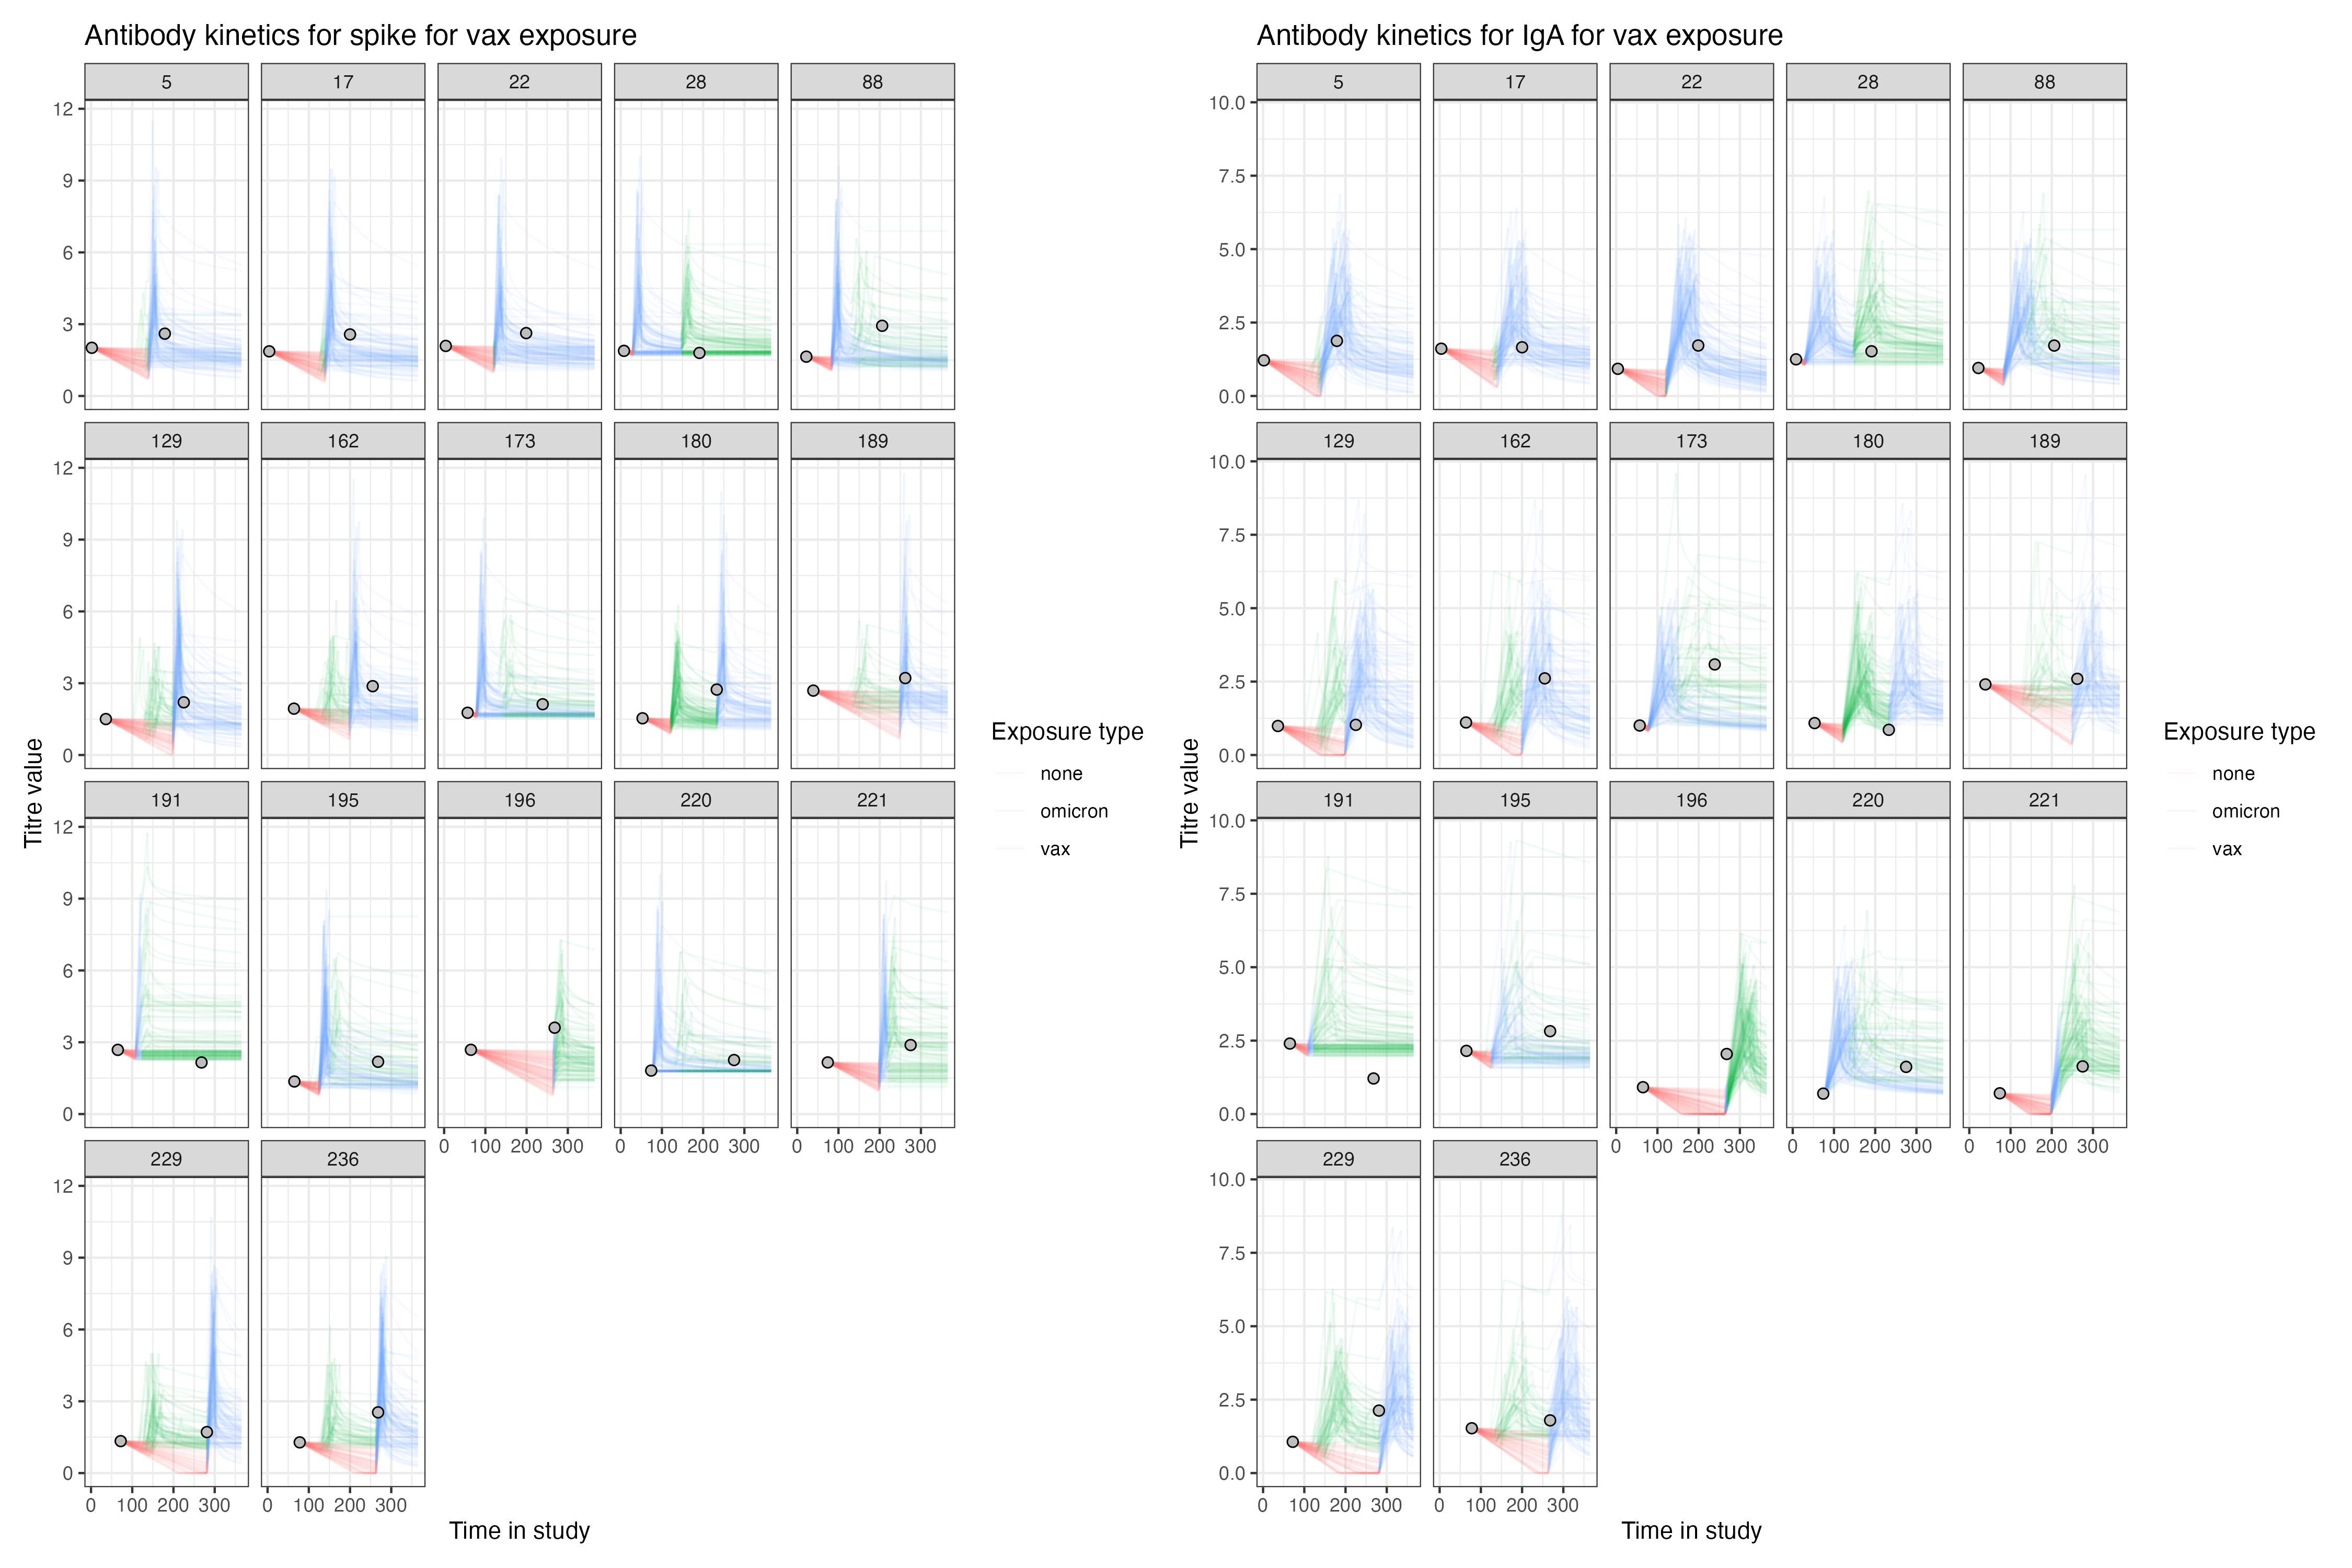 Antibody kinetics for spike for vax exposure
5 17 22 28 88
12
9
6
3
0
129 162 173 180 189
12
9
6
3
0
191 195 196 220 221
12
9
6
3
0
0 100 200 300 0 100 200 300 0 100 200 300
229 236
12
9
6
3
0
0 100 200 300 0 100 200 300
Time in study
Titre value
Exposure type
none
omicron
vax
Antibody kinetics for IgA for vax exposure
5 17 22 28 88
10.0
7.5
5.0
2.5
0.0
129 162 173 180 189
10.0
7.5
5.0
2.5
0.0
191 195 196 220 221
10.0
7.5
5.0
2.5
0.0
0 100 200 300 0 100 200 300 0 100 200 300
229 236
10.0
7.5
5.0
2.5
0.0
0 100 200 300 0 100 200 300
Time in study
Titre value
Exposure type
none
omicron
vax